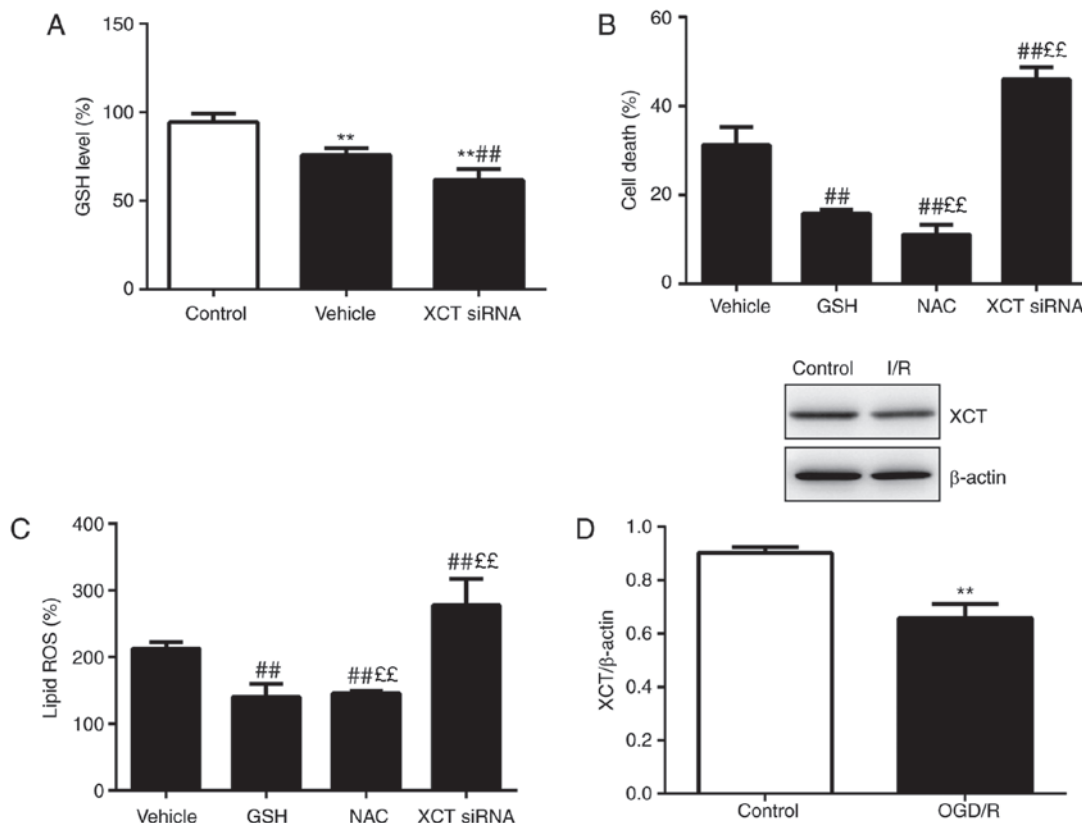 A
150
100
50
0
GSH level (%)
**
**##
Control Vehicle XCT siRNA
B
60
40
20
0
Cell death (%)
##
##££
##££
Vehicle GSH NAC XCT siRNA
C
400
300
200
100
0
Lipid ROS (%)
##
##££
##££
Vehicle GSH NAC XCT siRNA
Control I/R
XCT
β-actin
D
1.0
0.8
0.6
0.4
0.2
0.0
XCT/β-actin
**
Control OGD/R